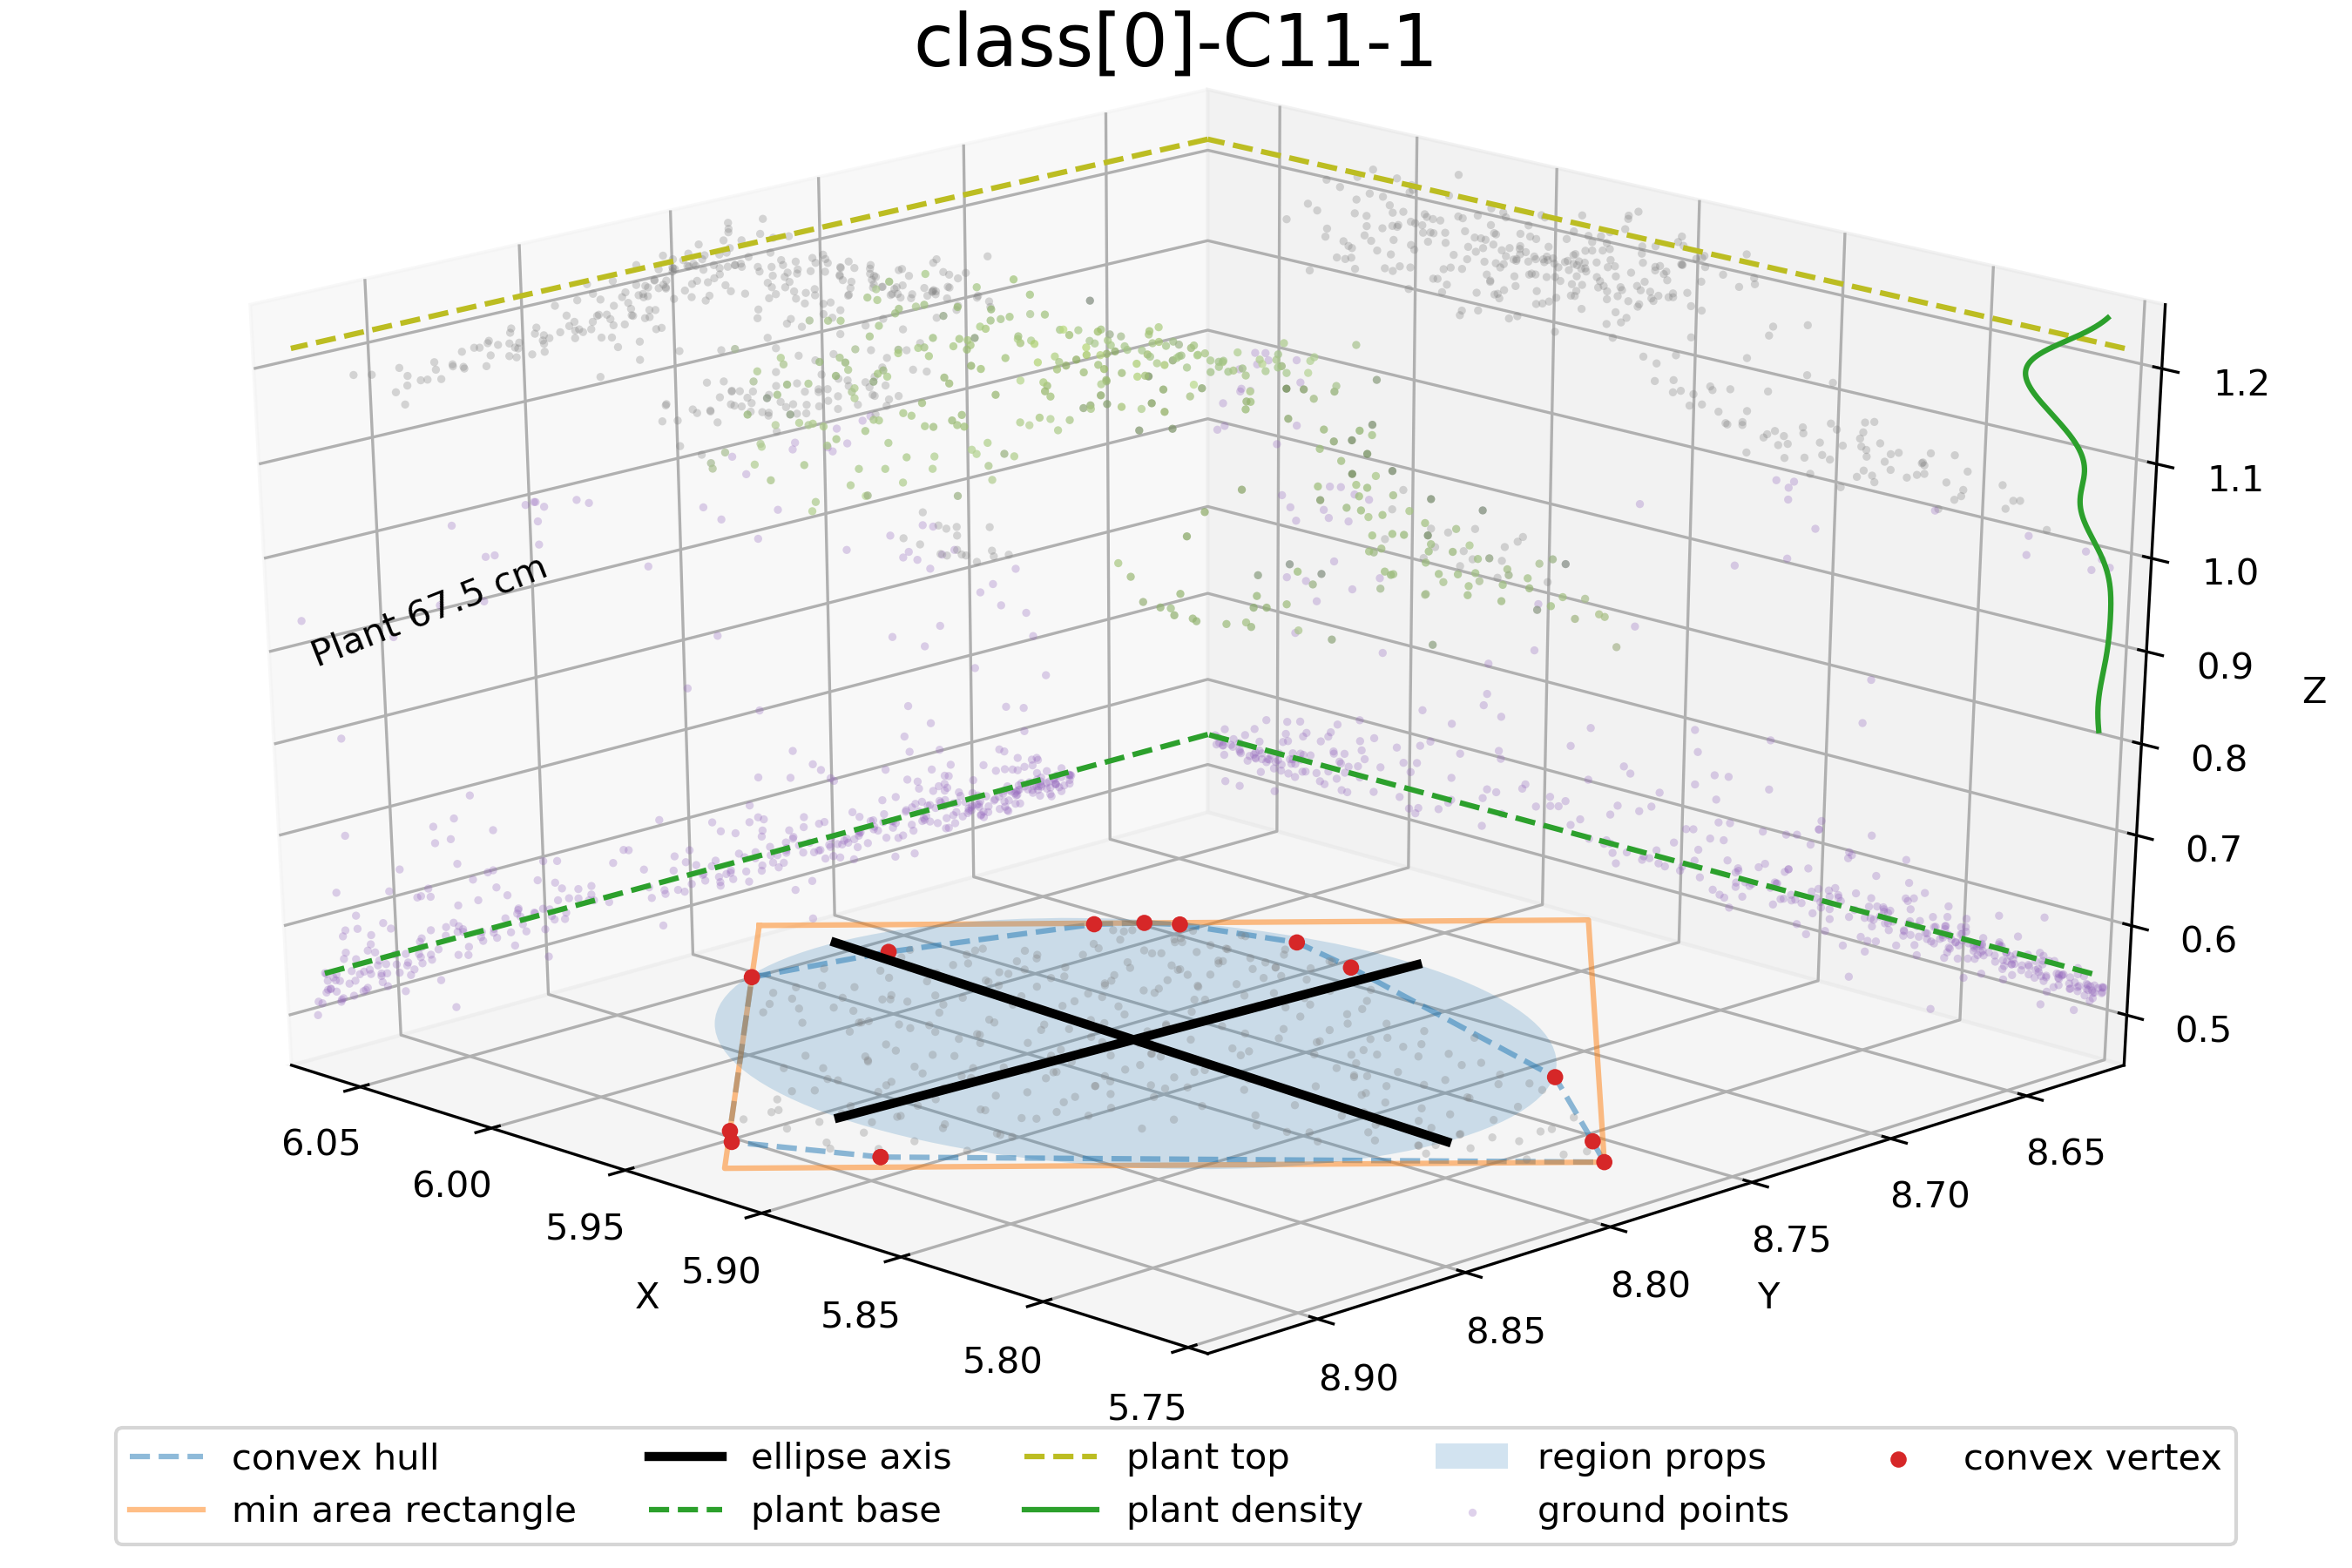 class[0]-C11-1
Plant 67.5 cm
1.2
1.1
1.0
0.9
0.8
0.7
0.6
0.5
Z
6.05
6.00
5.95
5.90
5.85
5.80
5.75
X
8.65
8.70
8.75
8.80
8.85
8.90
Y
convex hull
min area rectangle
ellipse axis
plant base
plant top
plant density
region props
ground points
convex vertex